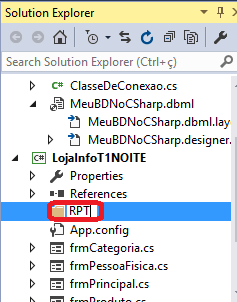 Solution Explorer
Search Solution Explorer (Ctrl + ç)
C# ClasseDeConexao.cs
MeuBDNoCSharp.dbml
MeuBDNoCSharp.dbml.lay
MeuBDNoCSharp.designer.
C# LojaInfoT1NOITE
Properties
References
RPT
App.config
frmCategoria.cs
frmPessoaFisica.cs
frmPrincipal.cs
frmProduto.cs